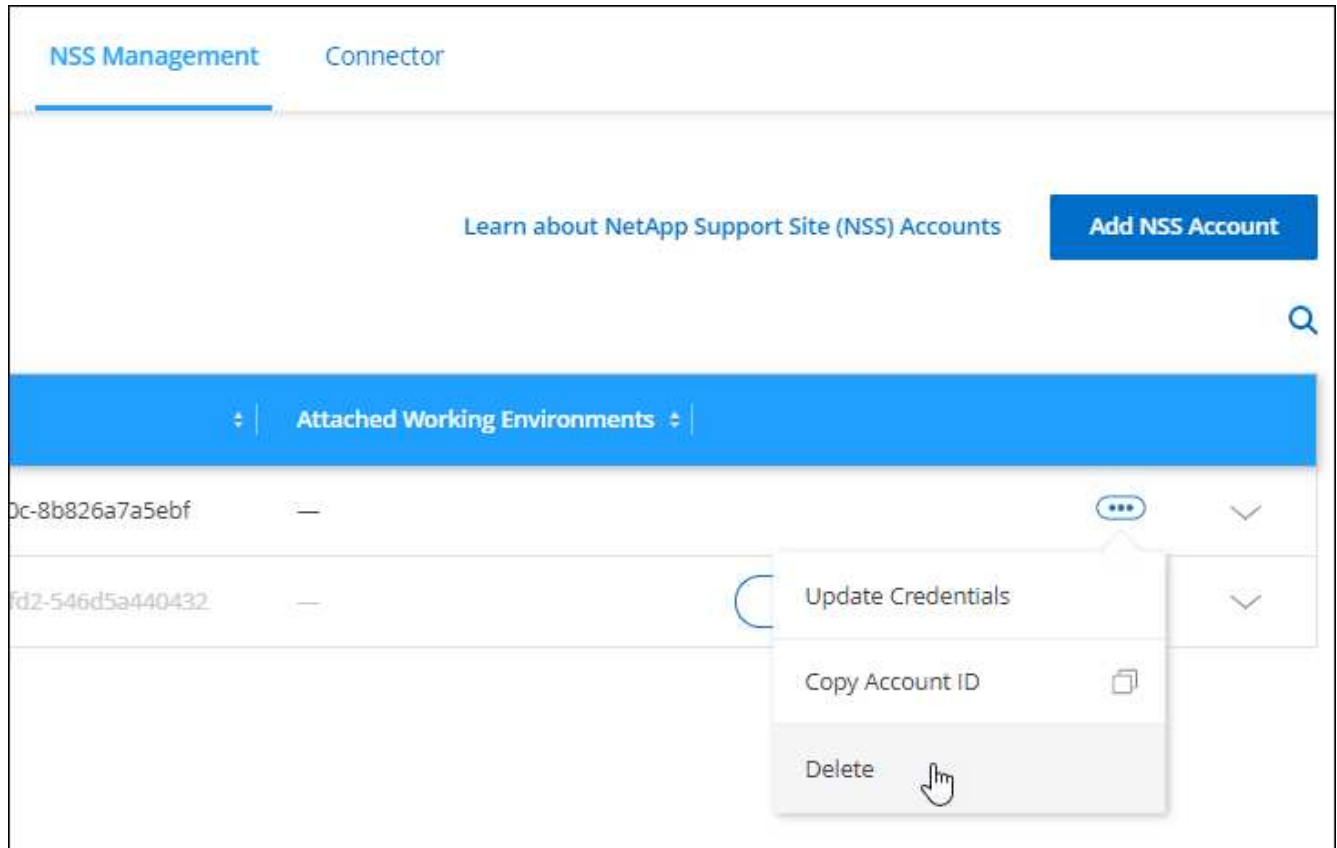 NSS Management Connector
Learn about NetApp Support Site (NSS) Accounts Add NSS Account
Attached Working Environments
0c-8b826a7a5ebf —
fd2-546d5a440432 —
Update Credentials
Copy Account ID
Delete